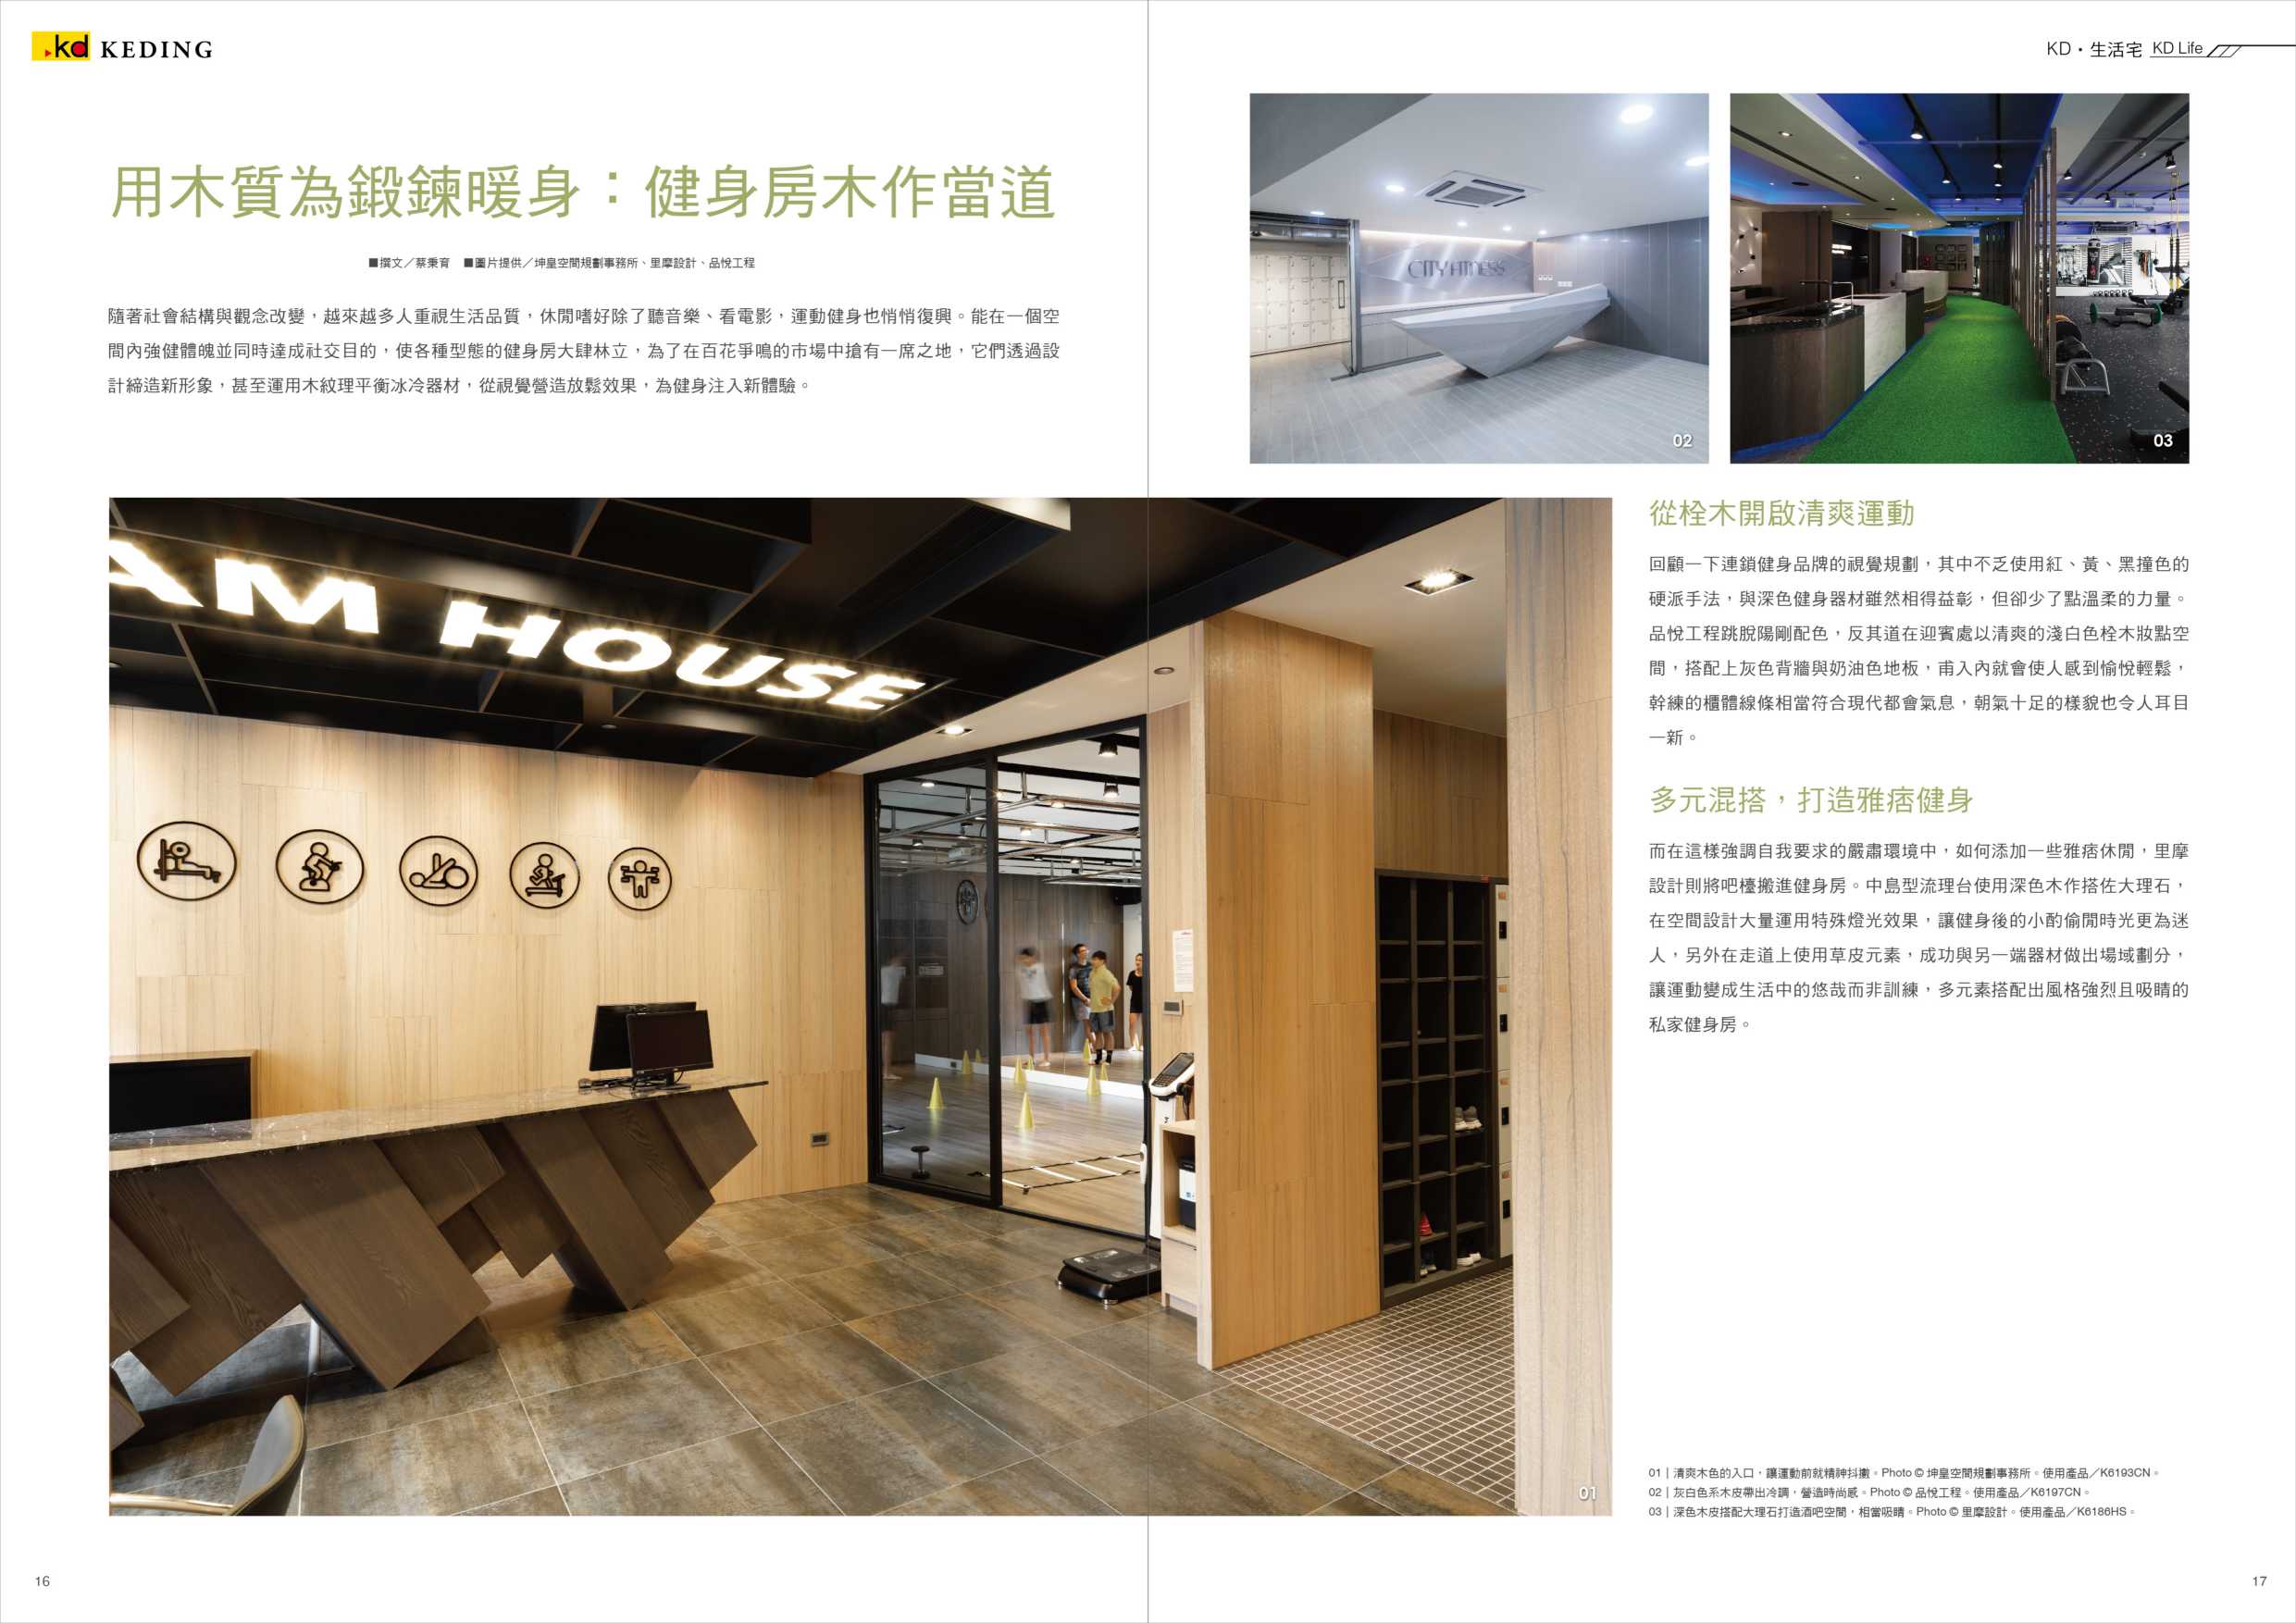 kd KEDING
KD・生活宅 KD Life
用木質為鍛鍊暖身：健身房木作當道
■撰文／蔡秉育　■圖片提供／坤皇空間規劃事務所、里摩設計、品悅工程
隨著社會結構與觀念改變，越來越多人重視生活品質，休閒嗜好除了聽音樂、看電影，運動健身也悄悄復興。能在一個空
間內強健體魄並同時達成社交目的，使各種型態的健身房大肆林立，為了在百花爭鳴的市場中搶有一席之地，它們透過設
計締造新形象，甚至運用木紋理平衡冰冷器材，從視覺營造放鬆效果，為健身注入新體驗。
CITY FITNESS
02
03
AM HOUSE
01
從栓木開啟清爽運動
回顧一下連鎖健身品牌的視覺規劃，其中不乏使用紅、黃、黑撞色的
硬派手法，與深色健身器材雖然相得益彰，但卻少了點溫柔的力量。
品悅工程跳脫陽剛配色，反其道在迎賓處以清爽的淺白色栓木妝點空
間，搭配上灰色背牆與奶油色地板，甫入內就會使人感到愉悅輕鬆，
幹練的櫃體線條相當符合現代都會氣息，朝氣十足的樣貌也令人耳目
一新。
多元混搭，打造雅痞健身
而在這樣強調自我要求的嚴肅環境中，如何添加一些雅痞休閒，里摩
設計則將吧檯搬進健身房。中島型流理台使用深色木作搭佐大理石，
在空間設計大量運用特殊燈光效果，讓健身後的小酌偷閒時光更為迷
人，另外在走道上使用草皮元素，成功與另一端器材做出場域劃分，
讓運動變成生活中的悠哉而非訓練，多元素搭配出風格強烈且吸睛的
私家健身房。
01｜清爽木色的入口，讓運動前就精神抖擻。Photo © 坤皇空間規劃事務所。使用產品／K6193CN。
02｜灰白色系木皮帶出冷調，營造時尚感。Photo © 品悅工程。使用產品／K6197CN。
03｜深色木皮搭配大理石打造酒吧空間，相當吸睛。Photo © 里摩設計。使用產品／K6186HS。
16
17